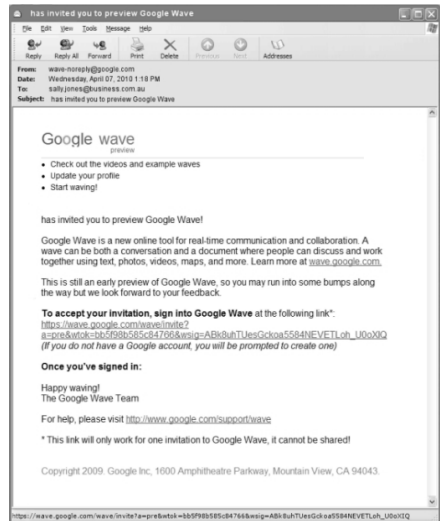 has invited you to preview Google Wave
File Edit View Tools Message Help
Reply Reply All Forward Print Delete Previous Next Addresses
From: wave-noreply@google.com
Date: Wednesday, April 07, 2010 1:18 PM
To: sally.jones@business.com.au
Subject: has invited you to preview Google Wave
Google wave
preview
• Check out the videos and example waves
• Update your profile
• Start waving!
has invited you to preview Google Wave!
Google Wave is a new online tool for real-time communication and collaboration. A
wave can be both a conversation and a document where people can discuss and work
together using text, photos, videos, maps, and more. Learn more at wave.google.com.
This is still an early preview of Google Wave, so you may run into some bumps along
the way but we look forward to your feedback.
To accept your invitation, sign into Google Wave at the following link*:
https://wave.google.com/wave/invite?
a=pre&wtok=bb5f98b585c84766&wsig=ABk8uhTUesGckoa5584NEVETLoh_U0oXlQ
(If you do not have a Google account, you will be prompted to create one)
Once you've signed in:
Happy waving!
The Google Wave Team
For help, please visit http://www.google.com/support/wave
* This link will only work for one invitation to Google Wave, it cannot be shared!
Copyright 2009. Google Inc, 1600 Amphitheatre Parkway, Mountain View, CA 94043.
https://wave.google.com/wave/invite?a=pre&wtok=bb5f98b585c84766&wsig=ABk8uhTUesGckoa5584NEVETLoh_U0oXlQ